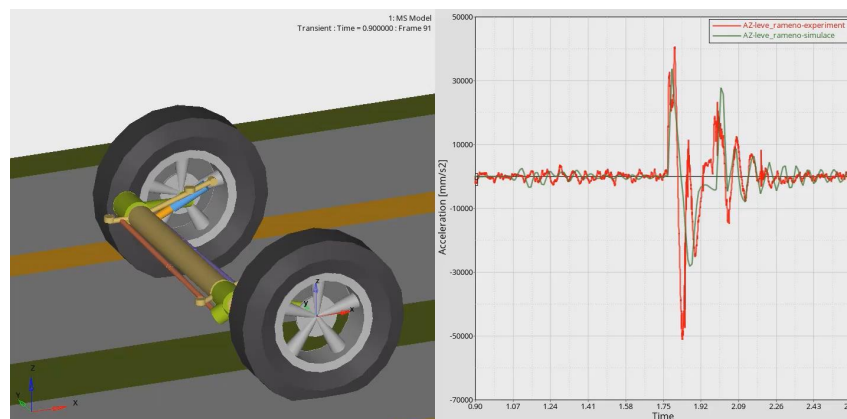 1: MS Model
Transient : Time = 0.900000 : Frame 91
Z
Y
X
Z
Y
X
50000
30000
10000
-10000
-30000
-50000
-70000
Acceleration [mm/s2]
AZ-leve_rameno-experiment
AZ-leve_rameno-simulace
0.90
1.07
1.24
1.41
1.58
1.75
1.92
2.09
2.26
2.43
Time